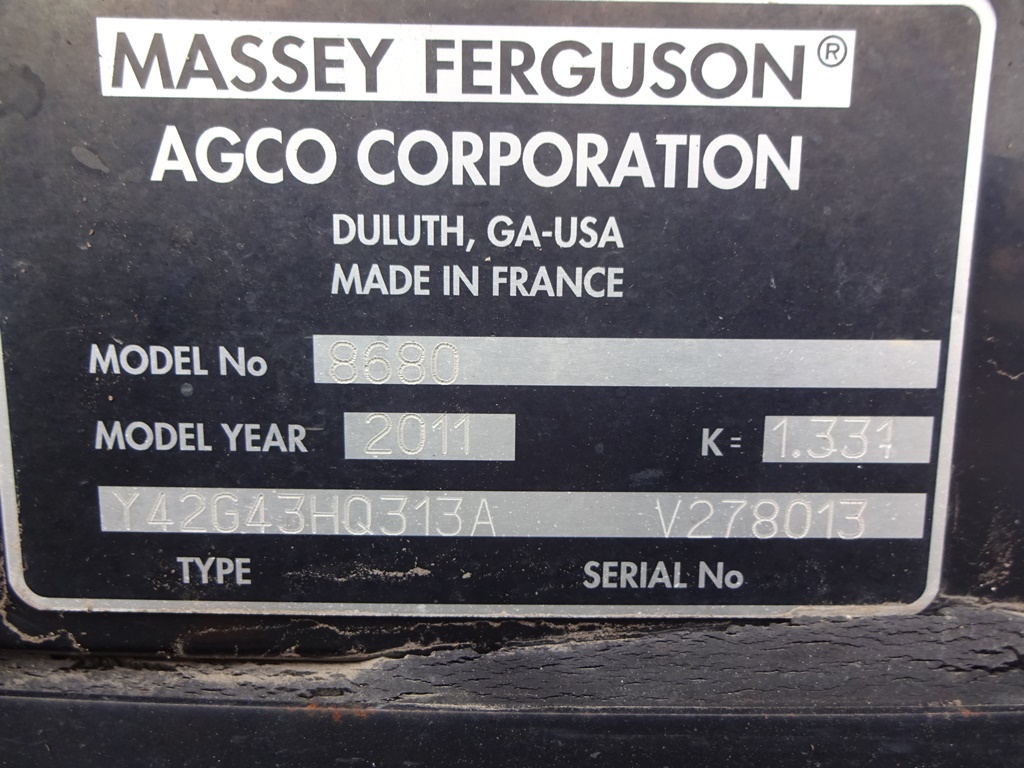 MASSEY FERGUSON®
AGCO CORPORATION
DULUTH, GA-USA
MADE IN FRANCE
MODEL No 8680
MODEL YEAR 2011 K= 1.331
Y42G43HQ313A V278013
TYPE SERIAL No